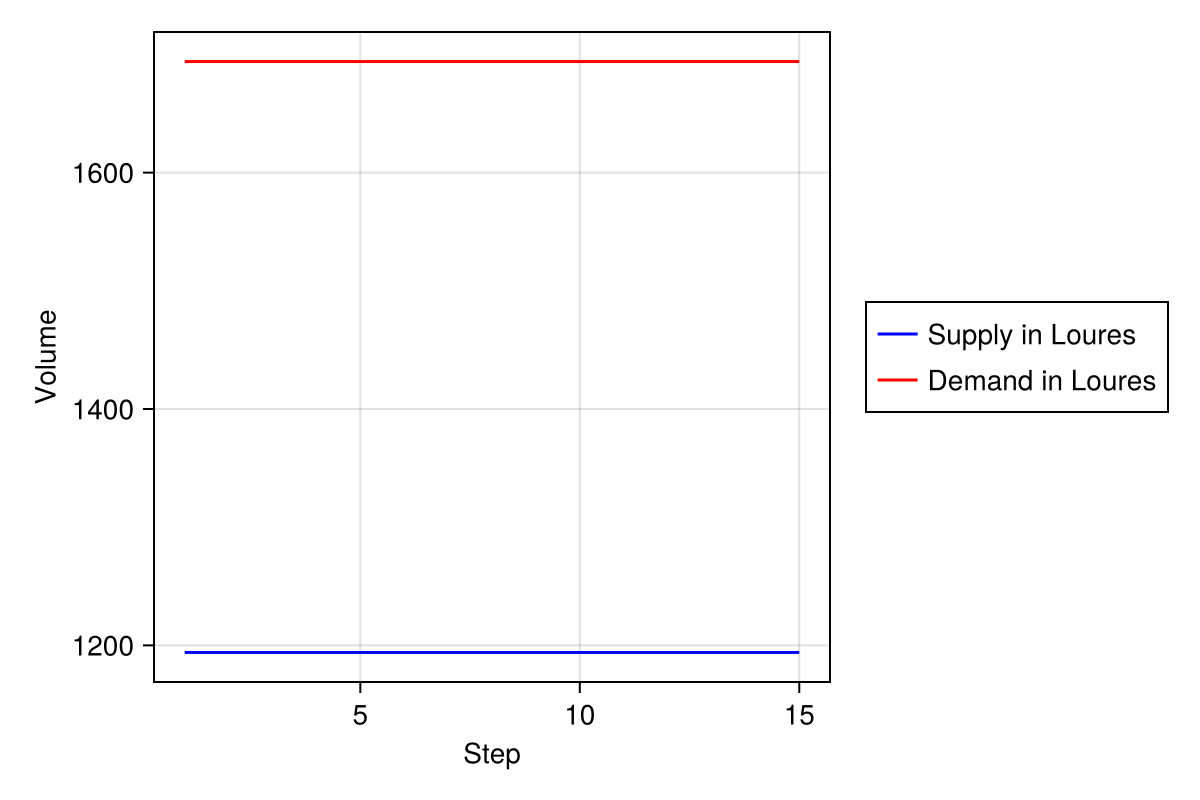 1600
1400
1200
Volume
5 10 15
Step
Supply in Loures
Demand in Loures